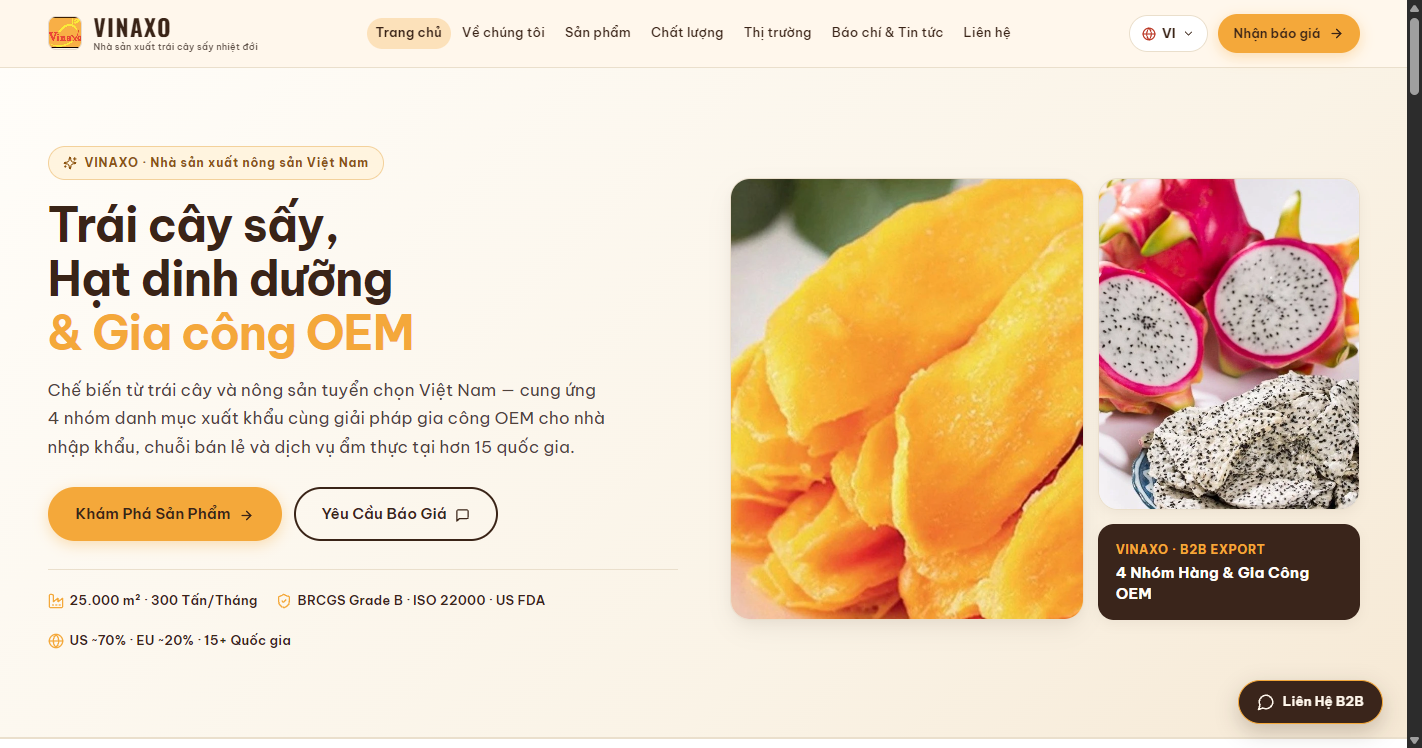 Vinaxo
VINAXO
Nhà sản xuất trái cây sấy nhiệt đới
Trang chủ
Về chúng tôi
Sản phẩm
Chất lượng
Thị trường
Báo chí & Tin tức
Liên hệ
VI
Nhận báo giá
VINAXO · Nhà sản xuất nông sản Việt Nam
Trái cây sấy,
Hạt dinh dưỡng
& Gia công OEM
Chế biến từ trái cây và nông sản tuyển chọn Việt Nam — cung ứng
4 nhóm danh mục xuất khẩu cùng giải pháp gia công OEM cho nhà
nhập khẩu, chuỗi bán lẻ và dịch vụ ẩm thực tại hơn 15 quốc gia.
Khám Phá Sản Phẩm
Yêu Cầu Báo Giá
25.000 m² · 300 Tấn/Tháng
BRCGS Grade B · ISO 22000 · US FDA
US ~70% · EU ~20% · 15+ Quốc gia
VINAXO · B2B EXPORT
4 Nhóm Hàng & Gia Công
OEM
Liên Hệ B2B